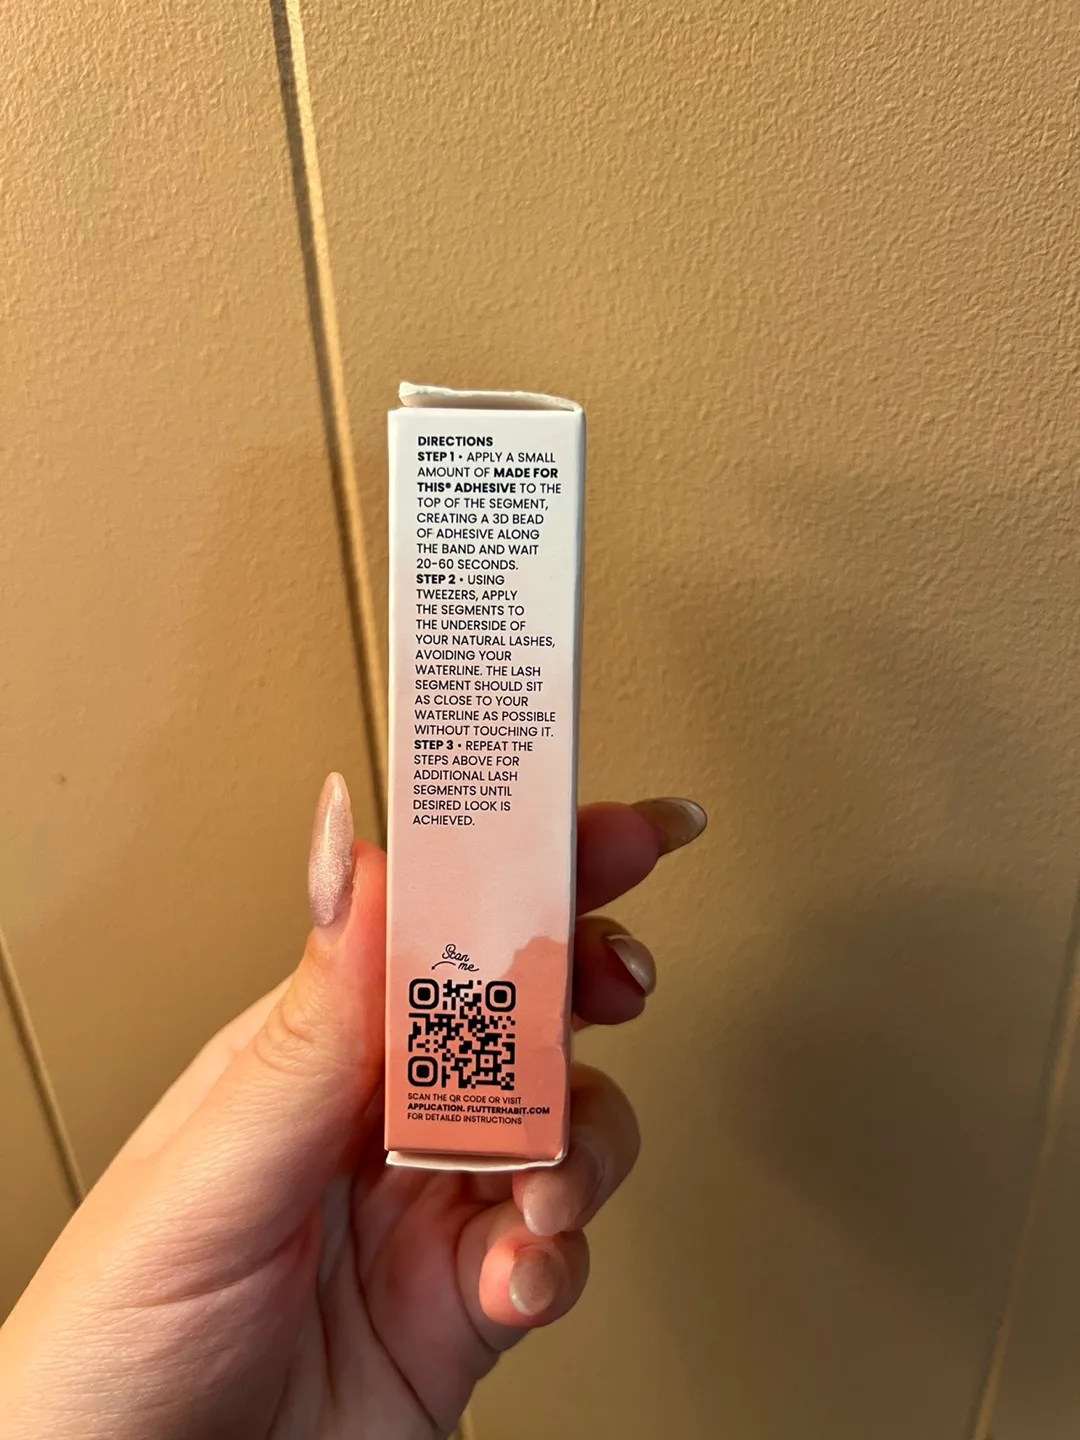 DIRECTIONS
STEP 1 • APPLY A SMALL
AMOUNT OF MADE FOR
THIS® ADHESIVE TO THE
TOP OF THE SEGMENT,
CREATING A 3D BEAD
OF ADHESIVE ALONG
THE BAND AND WAIT
20-60 SECONDS.
STEP 2 • USING
TWEEZERS, APPLY
THE SEGMENTS TO
THE UNDERSIDE OF
YOUR NATURAL LASHES,
AVOIDING YOUR
WATERLINE. THE LASH
SEGMENT SHOULD SIT
AS CLOSE TO YOUR
WATERLINE AS POSSIBLE
WITHOUT TOUCHING IT.
STEP 3 • REPEAT THE
STEPS ABOVE FOR
ADDITIONAL LASH
SEGMENTS UNTIL
DESIRED LOOK IS
ACHIEVED.
Scan
me
SCAN THE QR CODE OR VISIT
APPLICATION. FLUTTERHABIT.COM
FOR DETAILED INSTRUCTIONS